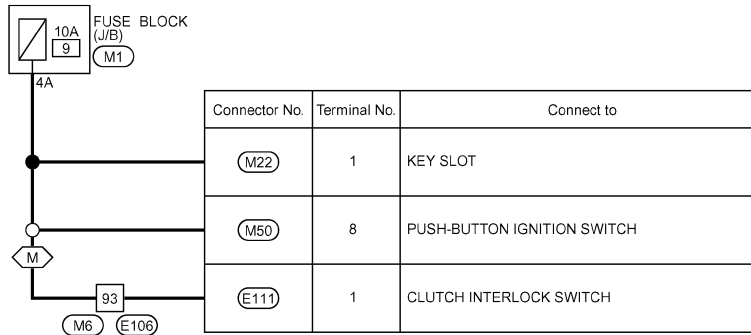 10A
9
FUSE BLOCK
(J/B)
M1
4A
Connector No. Terminal No. Connect to
M22 1 KEY SLOT
M50 8 PUSH-BUTTON IGNITION SWITCH
M
93 E111 1 CLUTCH INTERLOCK SWITCH
M6 E106